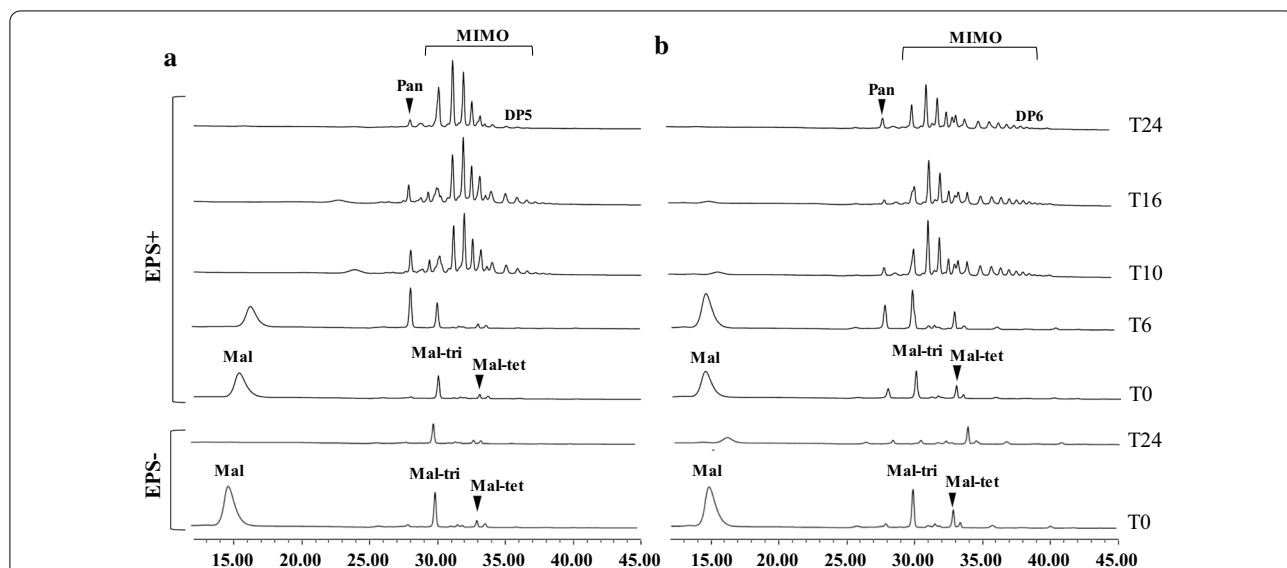 a
b
MIMO
MIMO
Pan
DP5
Pan
DP6
T24
T16
T10
T6
EPS+
Mal
Mal-tri
Mal-tet
Mal
Mal-tri
Mal-tet
T0
T24
EPS-
Mal
Mal-tri
Mal-tet
Mal
Mal-tri
Mal-tet
T0
15.00 20.00 25.00 30.00 35.00 40.00 45.00 15.00 20.00 25.00 30.00 35.00 40.00 45.00